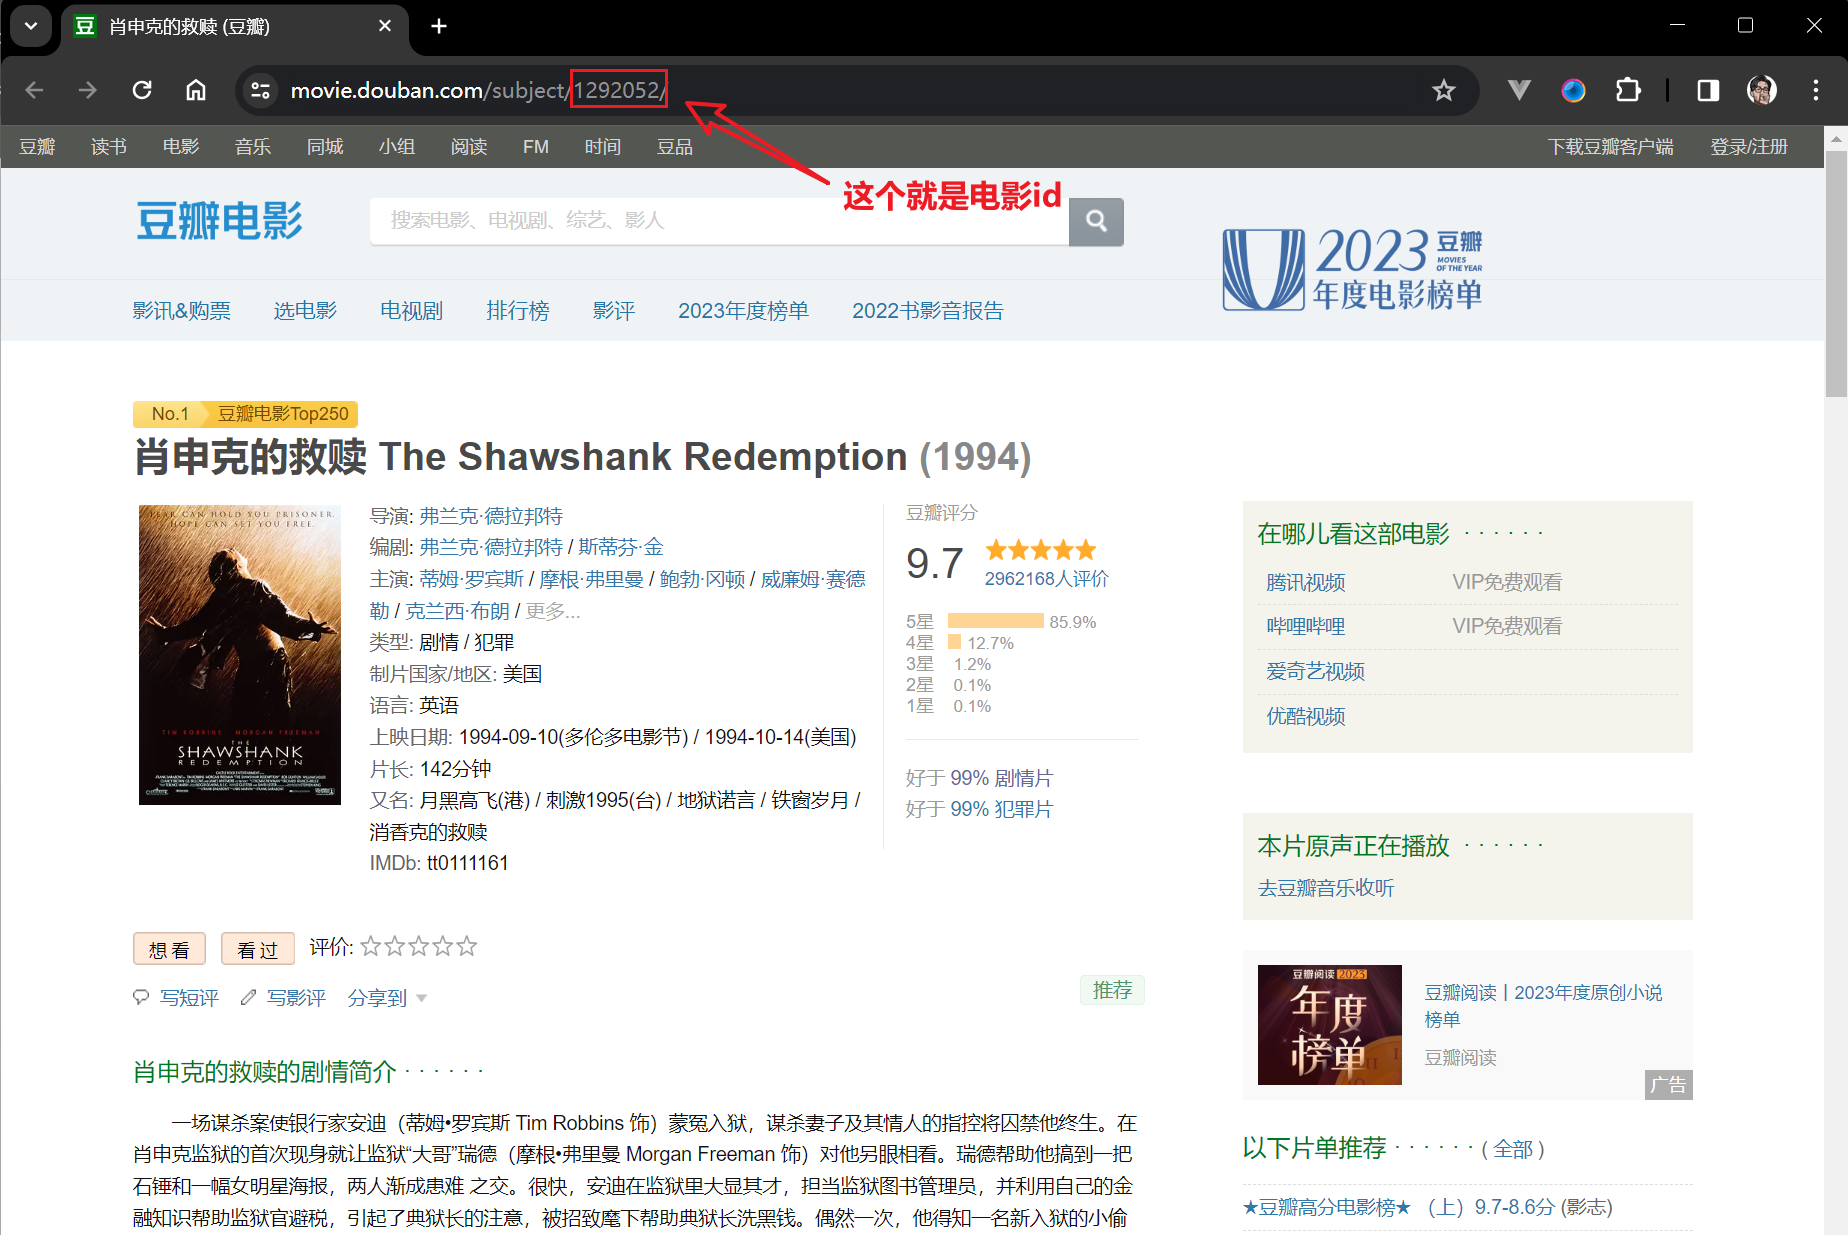 肖申克的救赎 (豆瓣)
movie.douban.com/subject/1292052/
豆瓣 读书 电影 音乐 同城 小组 阅读 FM 时间 豆品 下载豆瓣客户端 登录/注册
这个就是电影id
豆瓣电影
搜索电影、电视剧、综艺、影人
2023 豆瓣
MOVIES
OF THE YEAR
年度电影榜单
影讯&购票 选电影 电视剧 排行榜 影评 2023年度榜单 2022书影音报告
No.1 豆瓣电影Top250
肖申克的救赎 The Shawshank Redemption (1994)
FEAR CAN HOLD YOU PRISONER.
HOPE CAN SET YOU FREE.
TIM ROBBINS MORGAN FREEMAN
THE
SHAWSHANK
REDEMPTION
导演: 弗兰克·德拉邦特
编剧: 弗兰克·德拉邦特 / 斯蒂芬·金
主演: 蒂姆·罗宾斯 / 摩根·弗里曼 / 鲍勃·冈顿 / 威廉姆·赛德
勒 / 克兰西·布朗 / 更多...
类型: 剧情 / 犯罪
制片国家/地区: 美国
语言: 英语
上映日期: 1994-09-10(多伦多电影节) / 1994-10-14(美国)
片长: 142分钟
又名: 月黑高飞(港) / 刺激1995(台) / 地狱诺言 / 铁窗岁月 /
消香克的救赎
IMDb: tt0111161
豆瓣评分
9.7
2962168人评价
5星 85.9%
4星 12.7%
3星 1.2%
2星 0.1%
1星 0.1%
好于 99% 剧情片
好于 99% 犯罪片
在哪儿看这部电影 · · · · · ·
腾讯视频 VIP免费观看
哔哩哔哩 VIP免费观看
爱奇艺视频
优酷视频
本片原声正在播放 · · · · · ·
去豆瓣音乐收听
想看 看过 评价:
写短评 写影评 分享到
推荐
豆瓣阅读 2023
年度
榜单
豆瓣阅读丨2023年度原创小说
榜单
豆瓣阅读
广告
肖申克的救赎的剧情简介 · · · · · ·
一场谋杀案使银行家安迪（蒂姆•罗宾斯 Tim Robbins 饰）蒙冤入狱，谋杀妻子及其情人的指控将囚禁他终生。在
肖申克监狱的首次现身就让监狱“大哥”瑞德（摩根•弗里曼 Morgan Freeman 饰）对他另眼相看。瑞德帮助他搞到一把
石锤和一幅女明星海报，两人渐成患难 之交。很快，安迪在监狱里大显其才，担当监狱图书管理员，并利用自己的金
融知识帮助监狱官避税，引起了典狱长的注意，被招致麾下帮助典狱长洗黑钱。偶然一次，他得知一名新入狱的小偷
以下片单推荐 · · · · · · ( 全部 )
★豆瓣高分电影榜★ （上）9.7-8.6分 (影志)